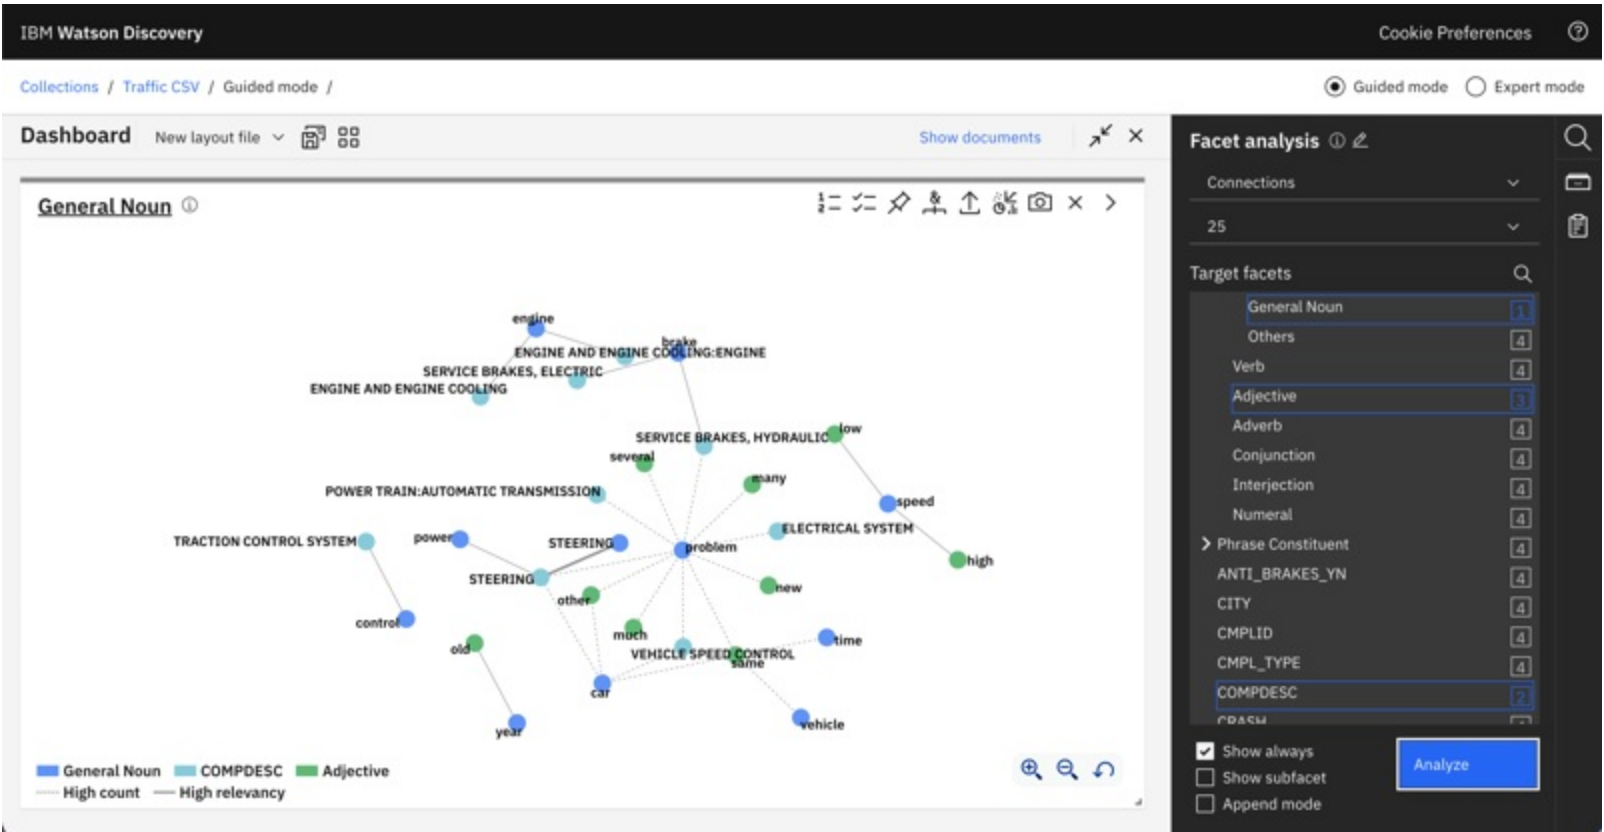 IBM Watson Discovery
Cookie Preferences
Collections / Traffic CSV / Guided mode /
Guided mode
Expert mode
Dashboard
New layout file
Show documents
General Noun
engine
brake
ENGINE AND ENGINE COOLING:ENGINE
SERVICE BRAKES, ELECTRIC
ENGINE AND ENGINE COOLING
low
SERVICE BRAKES, HYDRAULIC
several
many
POWER TRAIN:AUTOMATIC TRANSMISSION
speed
ELECTRICAL SYSTEM
TRACTION CONTROL SYSTEM
power
STEERING
problem
high
STEERING
new
other
control
much
time
old
VEHICLE SPEED CONTROL
same
car
vehicle
year
General Noun
COMPDESC
Adjective
High count
High relevancy
Facet analysis
Connections
25
Target facets
General Noun 1
Others 4
Verb 4
Adjective 3
Adverb 4
Conjunction 4
Interjection 4
Numeral 4
Phrase Constituent 4
ANTI_BRAKES_YN 4
CITY 4
CMPLID 4
CMPL_TYPE 4
COMPDESC 2
CRASH
Show always
Show subfacet
Append mode
Analyze